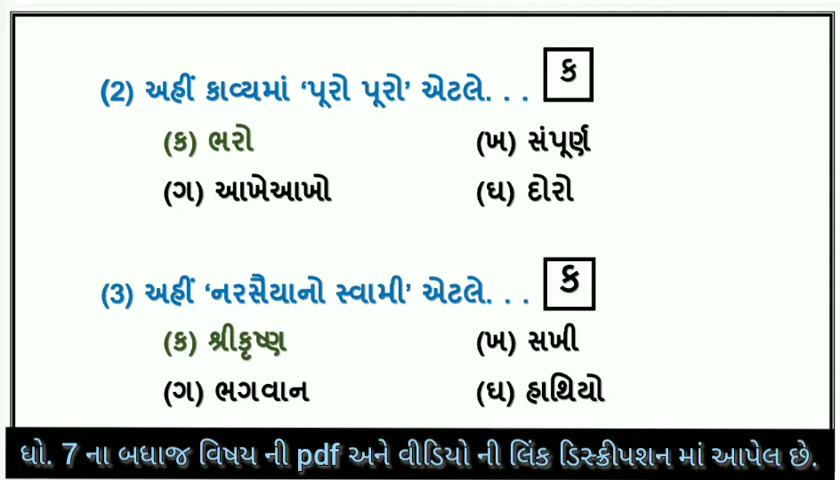 (2) અહીં કાવ્યમાં ‘પૂરો પૂરો’ એટલે. . . ક
(ક) ભરો (ખ) સંપૂર્ણ
(ગ) આખેઆખો (ઘ) દોરો
(3) અહીં ‘નરસૈયાનો સ્વામી’ એટલે. . . ક
(ક) શ્રીકૃષ્ણ (ખ) સખી
(ગ) ભગવાન (ઘ) હાથિયો
ધો. 7 ના બધાજ વિષય ની pdf અને વીડિયો ની લિંક ડિસ્ક્રીપશન માં આપેલ છે.